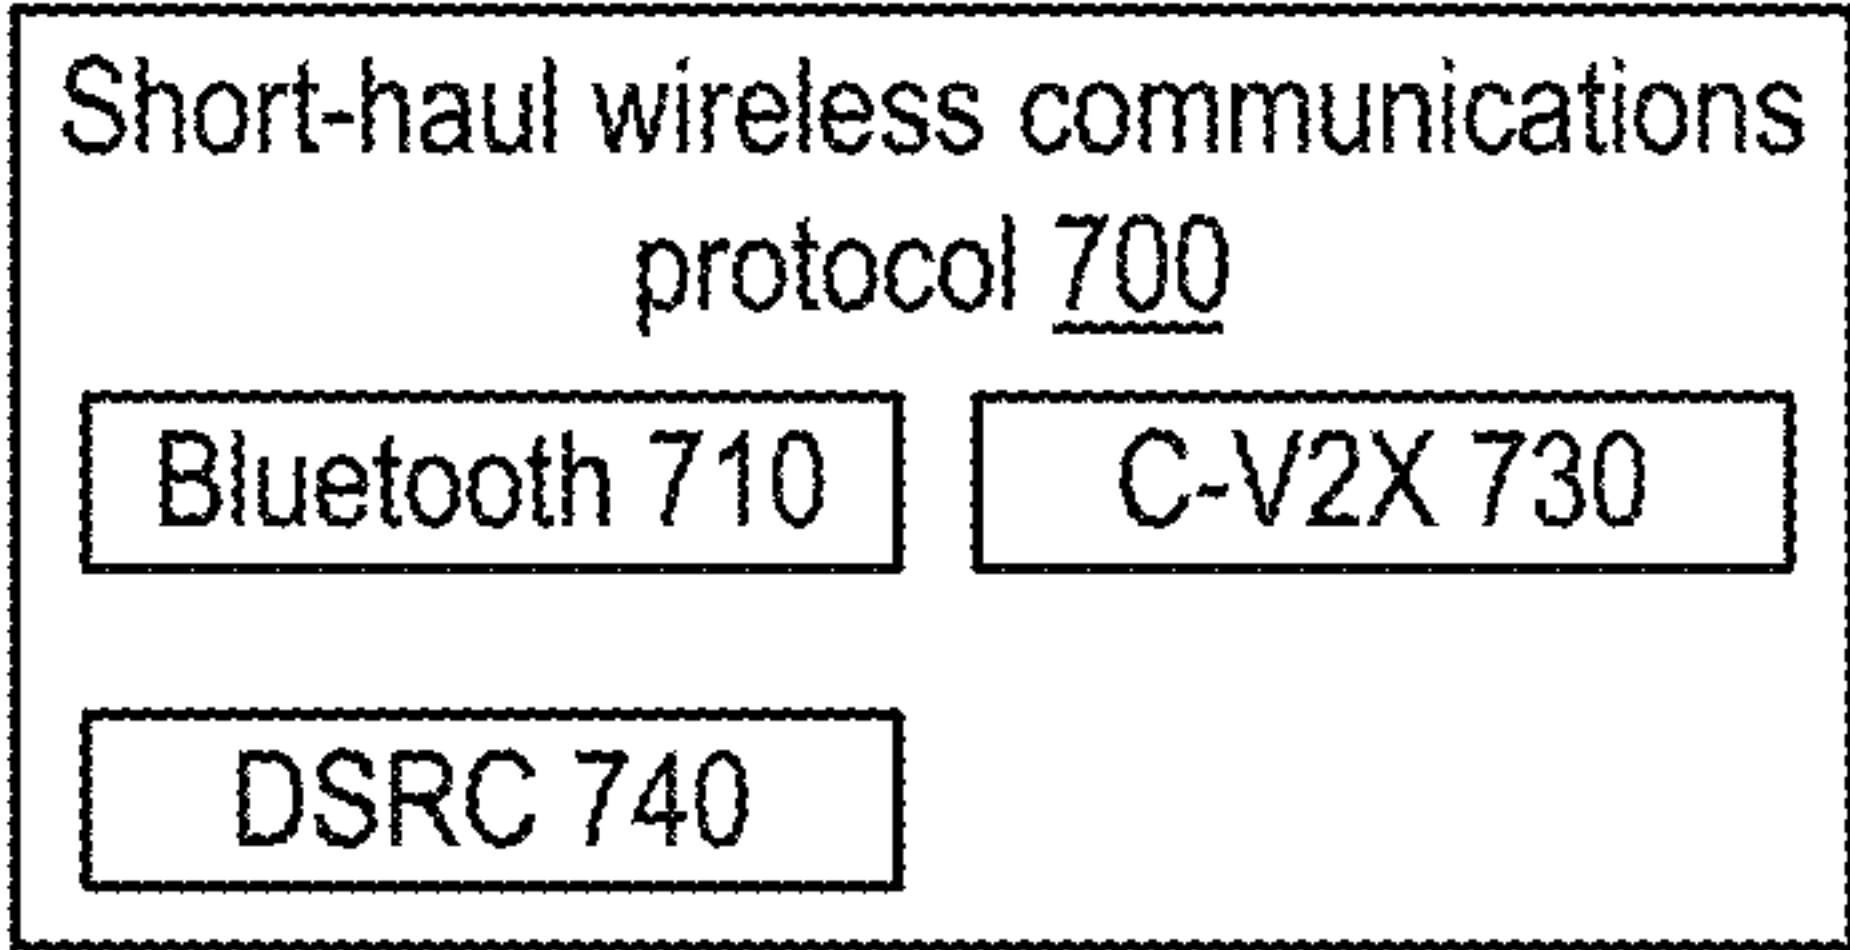 Short-haul wireless communications
protocol 700
Bluetooth 710
C-V2X 730
DSRC 740